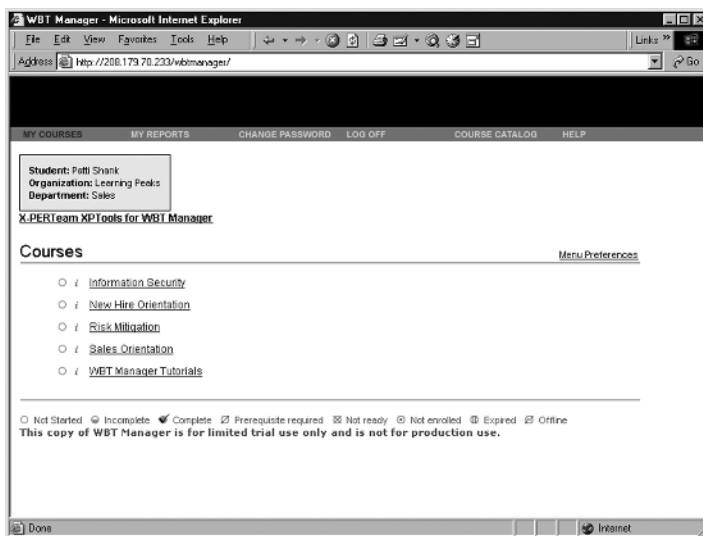 WBT Manager - Microsoft Internet Explorer
File Edit View Favorites Tools Help Links »
Address http://208.179.70.233/wbtmanager/ Go
MY COURSES MY REPORTS CHANGE PASSWORD LOG OFF COURSE CATALOG HELP
Student: Patti Shank
Organization: Learning Peaks
Department: Sales
X-PERTeam XPTools for WBT Manager
Courses Menu Preferences
i Information Security
i New Hire Orientation
i Risk Mitigation
i Sales Orientation
i WBT Manager Tutorials
Not Started Incomplete Complete Prerequisite required Not ready Not enrolled Expired Offline
This copy of WBT Manager is for limited trial use only and is not for production use.
Done Internet